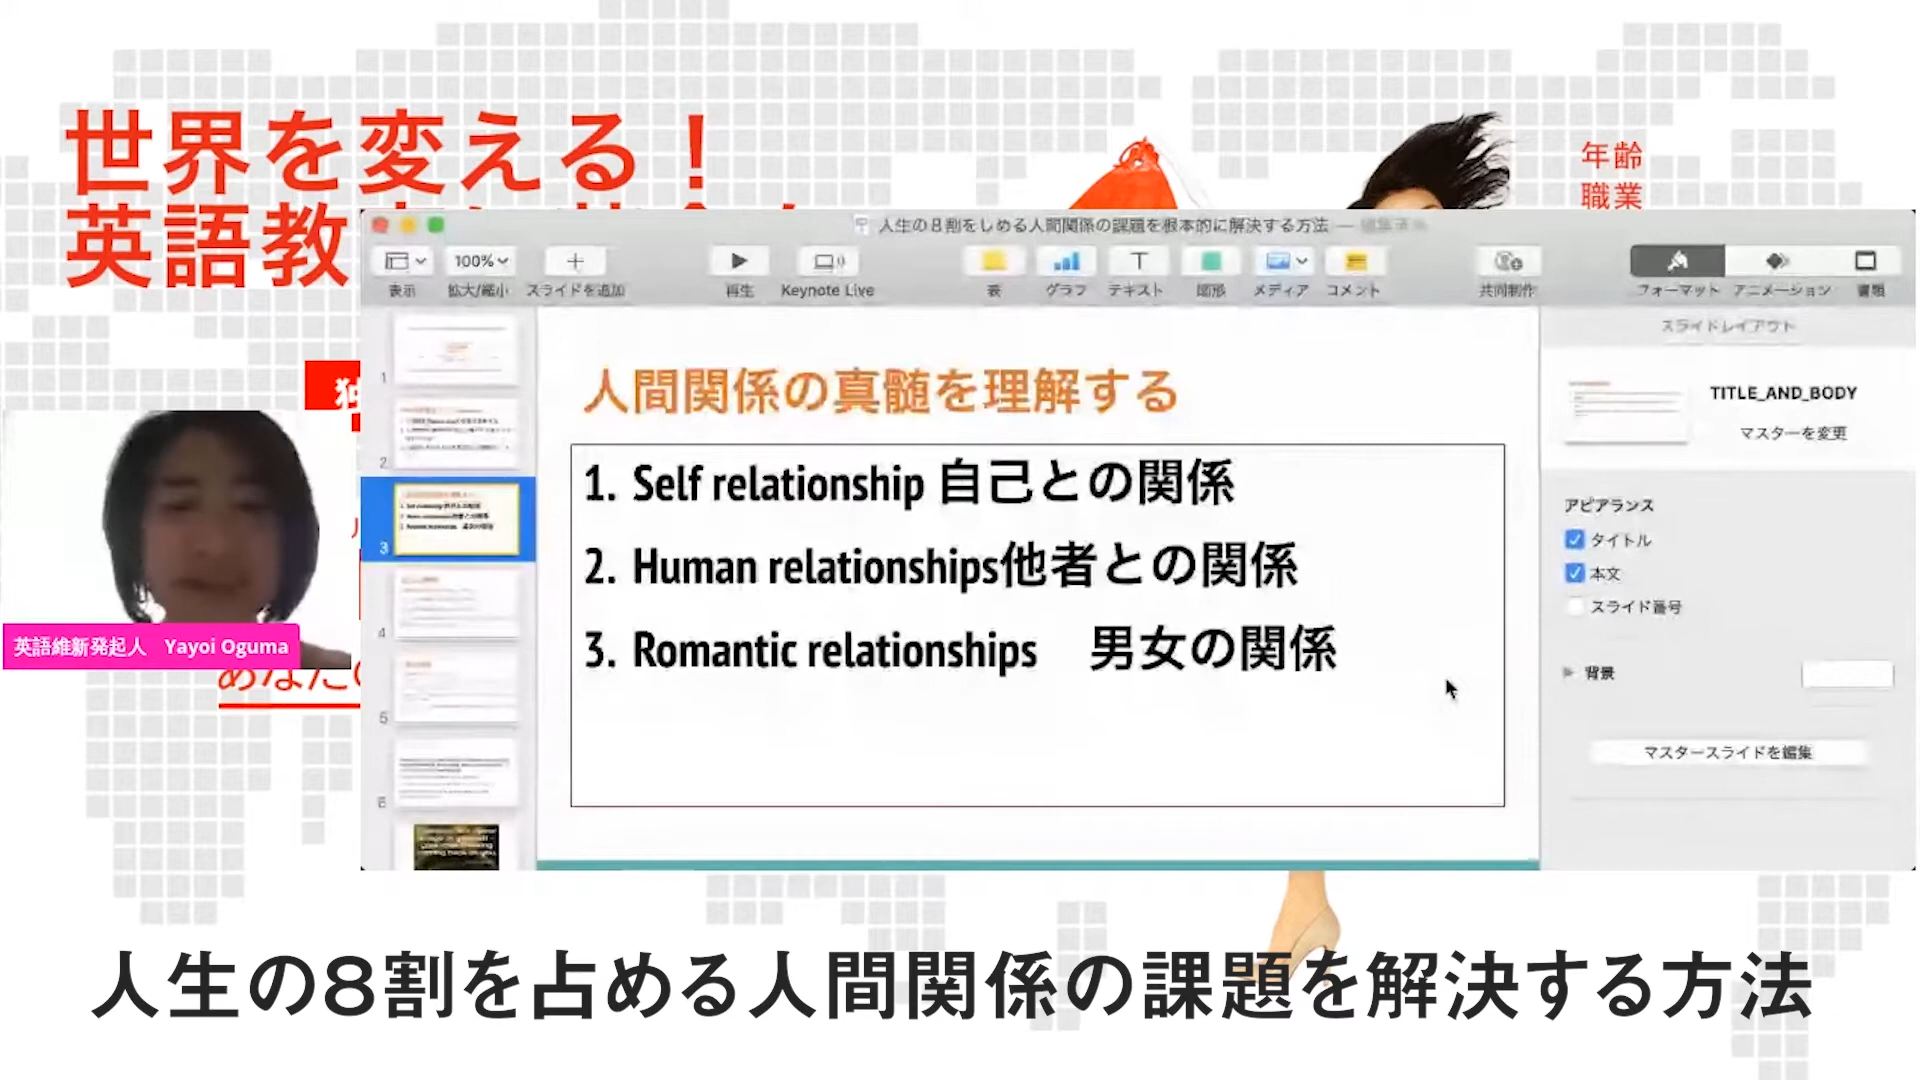 世界を変える！
英語教
年齢
職業
独
人生の8割をしめる人間関係の課題を根本的に解決する方法 —
100%
表示
拡大/縮小
スライドを追加
再生
Keynote Live
表
グラフ
テキスト
図形
メディア
コメント
共同制作
フォーマット
アニメーション
書類
スライドレイアウト
TITLE_AND_BODY
マスターを変更
アピアランス
タイトル
本文
スライド番号
背景
マスタースライドを編集
1
2
3
4
5
6
人間関係の真髄を理解する
1. Self relationship 自己との関係
2. Human relationships他者との関係
3. Romantic relationships　男女の関係
英語維新発起人　Yayoi Oguma
あなた
人生の8割を占める人間関係の課題を解決する方法